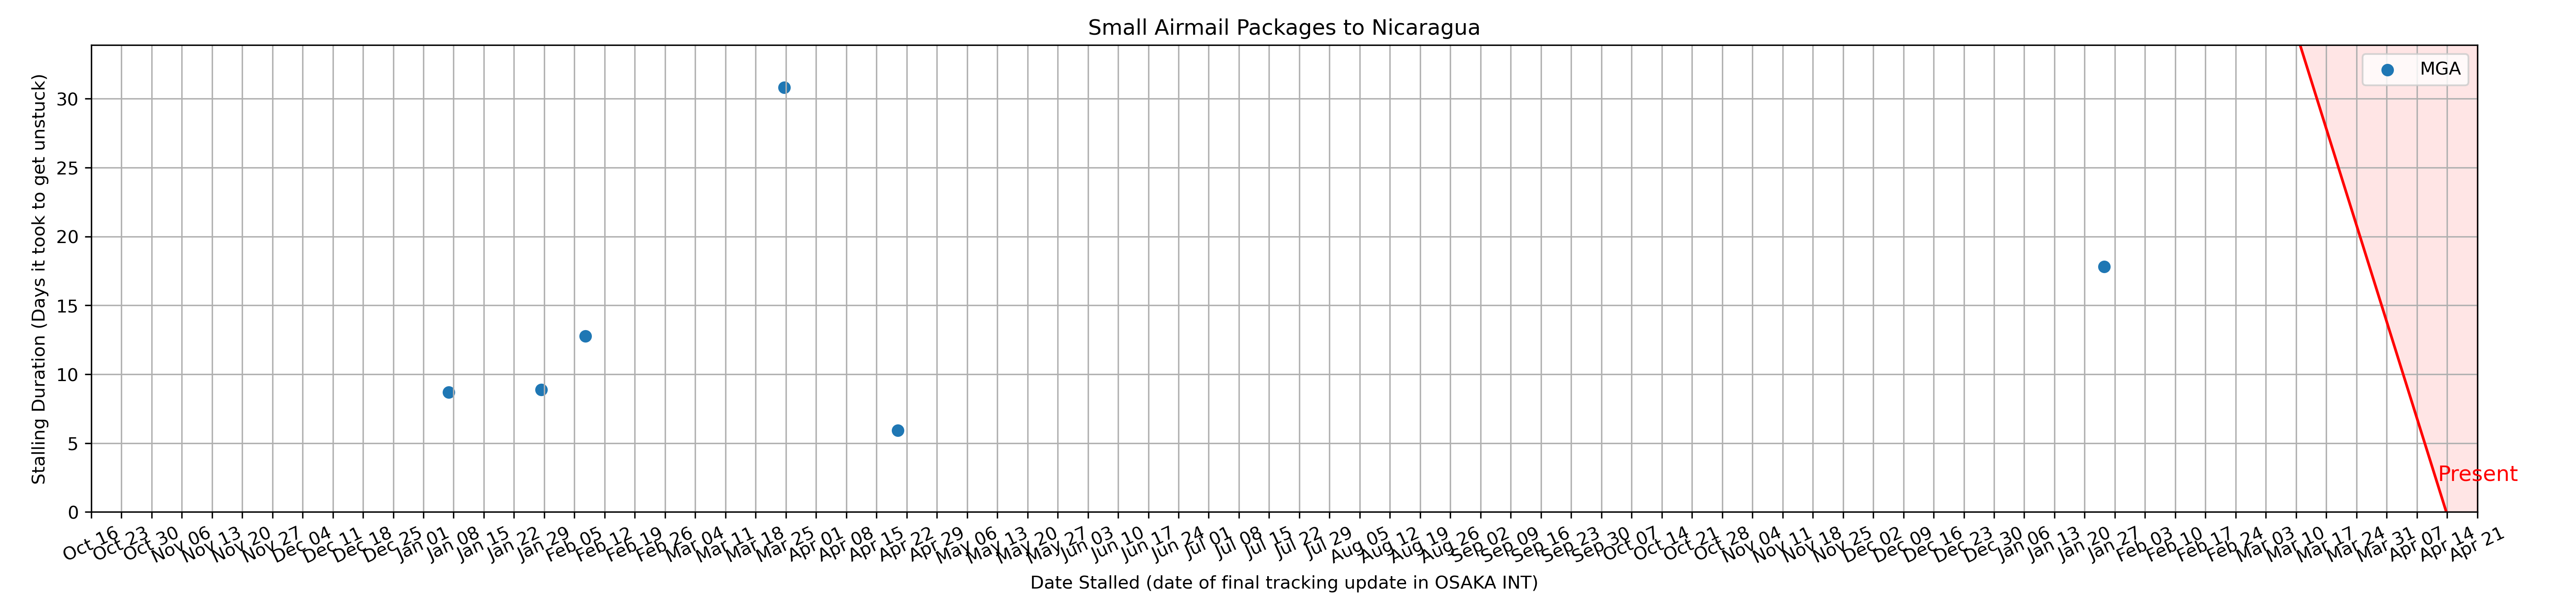 Small Airmail Packages to Nicaragua
Stalling Duration (Days it took to get unstuck)
30
25
20
15
10
5
0
MGA
Present
Oct 16
Oct 23
Oct 30
Nov 06
Nov 13
Nov 20
Nov 27
Dec 04
Dec 11
Dec 18
Dec 25
Jan 01
Jan 08
Jan 15
Jan 22
Jan 29
Feb 05
Feb 12
Feb 19
Feb 26
Mar 04
Mar 11
Mar 18
Mar 25
Apr 01
Apr 08
Apr 15
Apr 22
Apr 29
May 06
May 13
May 20
May 27
Jun 03
Jun 10
Jun 17
Jun 24
Jul 01
Jul 08
Jul 15
Jul 22
Jul 29
Aug 05
Aug 12
Aug 19
Aug 26
Sep 02
Sep 09
Sep 16
Sep 23
Sep 30
Oct 07
Oct 14
Oct 21
Oct 28
Nov 04
Nov 11
Nov 18
Nov 25
Dec 02
Dec 09
Dec 16
Dec 23
Dec 30
Jan 06
Jan 13
Jan 20
Jan 27
Feb 03
Feb 10
Feb 17
Feb 24
Mar 03
Mar 10
Mar 17
Mar 24
Mar 31
Apr 07
Apr 14
Apr 21
Date Stalled (date of final tracking update in OSAKA INT)